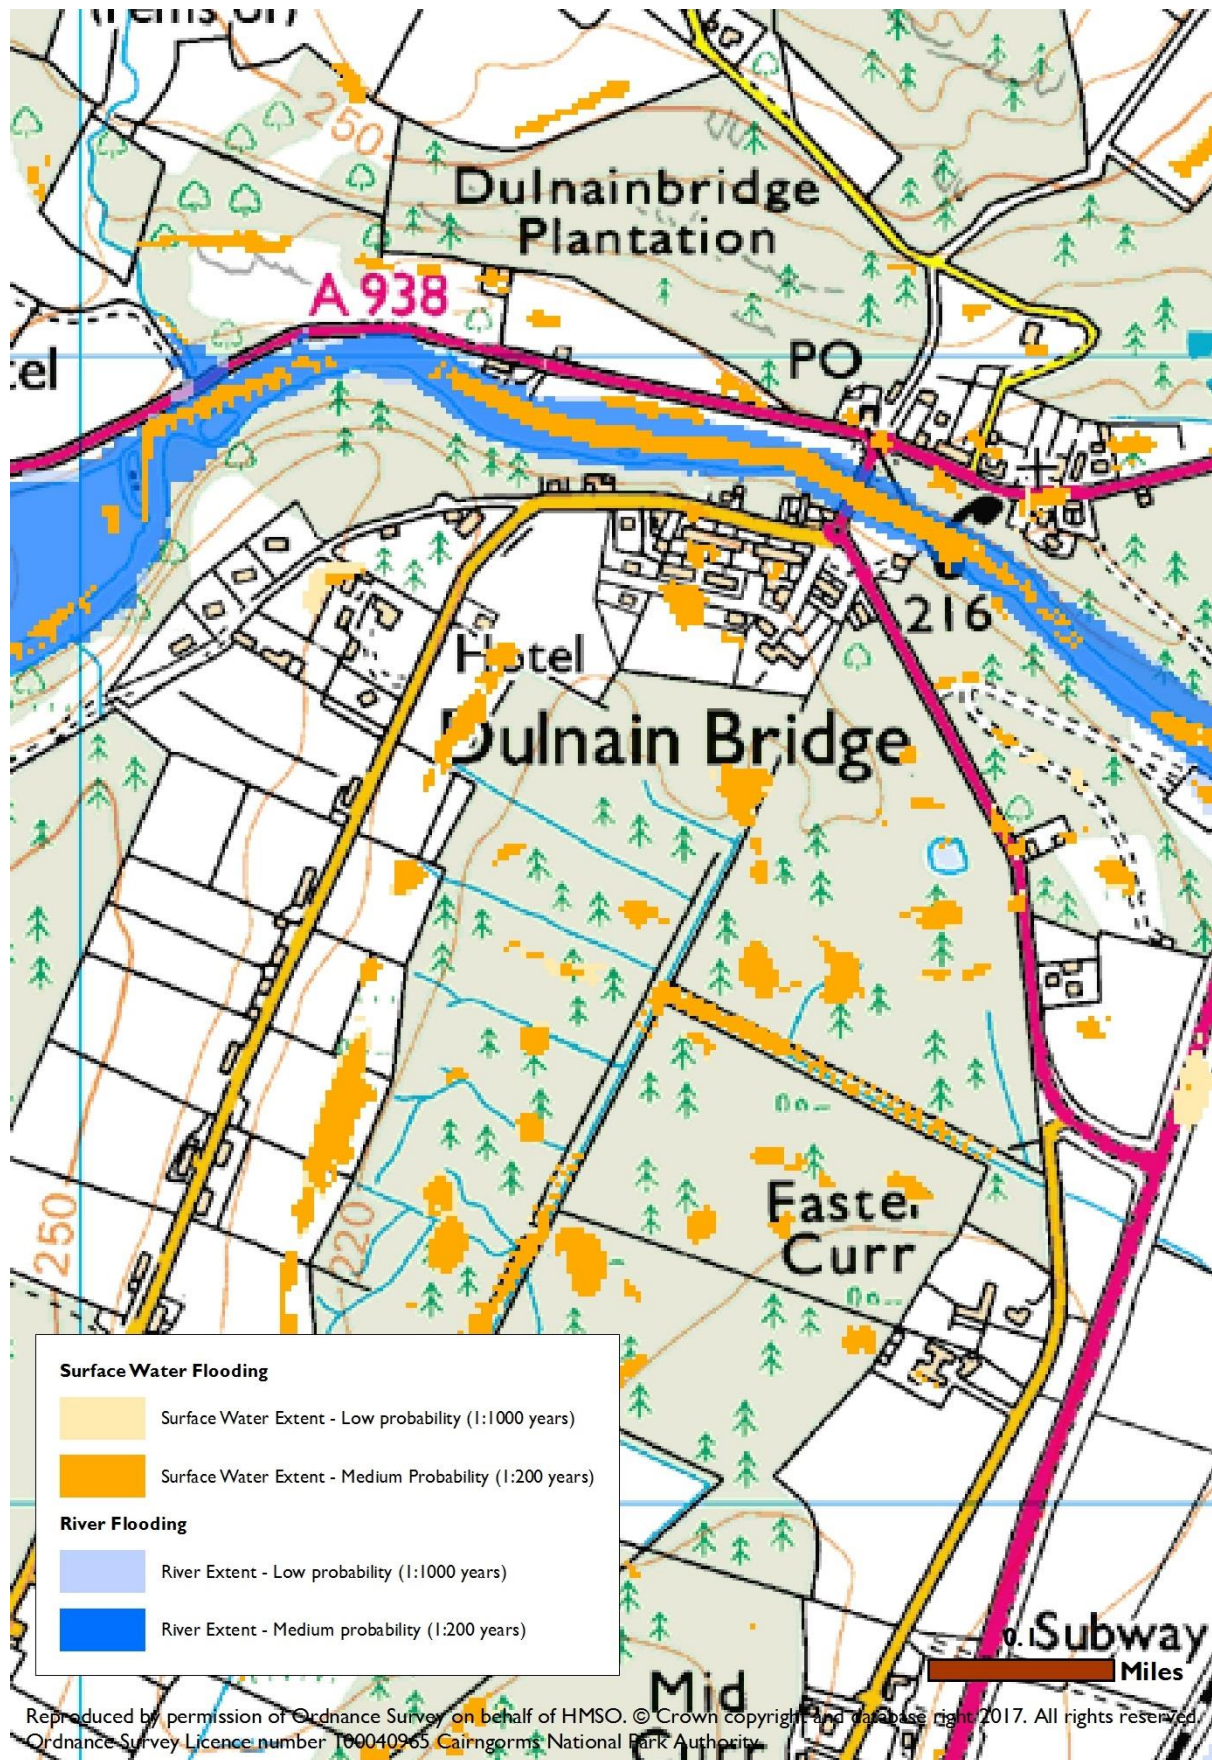 250
Dulnainbridge
Plantation
A 938
PO
216
Hotel
Dulnain Bridge
Easter
Curr
250
220
Surface Water Flooding
Surface Water Extent - Low probability (1:1000 years)
Surface Water Extent - Medium Probability (1:200 years)
River Flooding
River Extent - Low probability (1:1000 years)
River Extent - Medium probability (1:200 years)
0.1
Subway
Miles
Mid
Curr
Reproduced by permission of Ordnance Survey on behalf of HMSO. © Crown copyright and database right 2017. All rights reserved.
Ordnance Survey Licence number 100040965 Cairngorms National Park Authority.